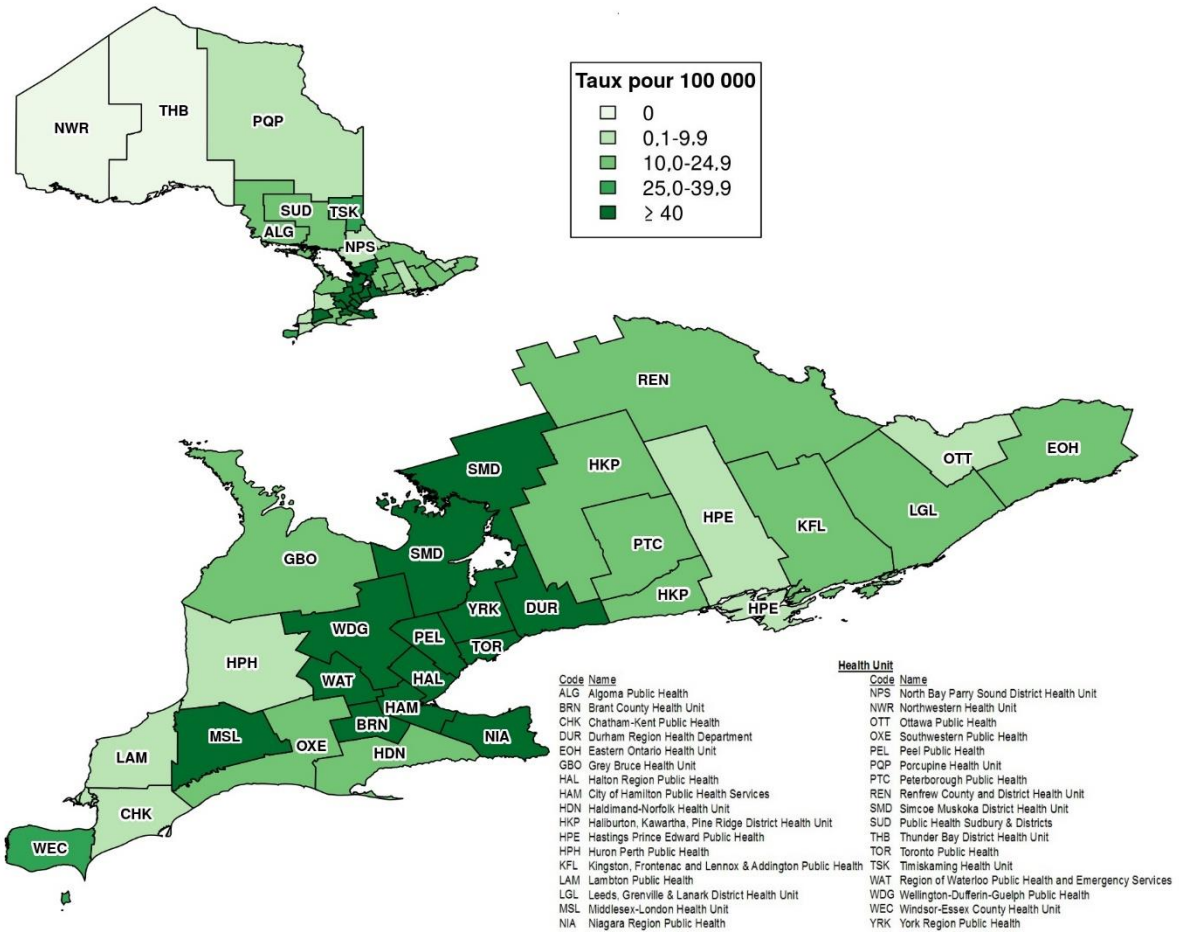 Taux pour 100 000
0
0,1-9,9
10,0-24,9
25,0-39,9
≥ 40
NWR
THB
PQP
SUD
TSK
ALG
NPS
REN
SMD
HKP
OTT
EOH
HPE
KFL
LGL
SMD
PTC
GBO
HKP
HPE
YRK
DUR
WDG
PEL
TOR
HPH
WAT
HAL
HAM
BRN
NIA
MSL
OXE
HDN
LAM
CHK
WEC
Health Unit
Code Name
ALG Algoma Public Health
BRN Brant County Health Unit
CHK Chatham-Kent Public Health
DUR Durham Region Health Department
EOH Eastern Ontario Health Unit
GBO Grey Bruce Health Unit
HAL Halton Region Public Health
HAM City of Hamilton Public Health Services
HDN Haldimand-Norfolk Health Unit
HKP Haliburton, Kawartha, Pine Ridge District Health Unit
HPE Hastings Prince Edward Public Health
HPH Huron Perth Public Health
KFL Kingston, Frontenac and Lennox & Addington Public Health
LAM Lambton Public Health
LGL Leeds, Grenville & Lanark District Health Unit
MSL Middlesex-London Health Unit
NIA Niagara Region Public Health
Code Name
NPS North Bay Parry Sound District Health Unit
NWR Northwestern Health Unit
OTT Ottawa Public Health
OXE Southwestern Public Health
PEL Peel Public Health
PQP Porcupine Health Unit
PTC Peterborough Public Health
REN Renfrew County and District Health Unit
SMD Simcoe Muskoka District Health Unit
SUD Public Health Sudbury & Districts
THB Thunder Bay District Health Unit
TOR Toronto Public Health
TSK Timiskaming Health Unit
WAT Region of Waterloo Public Health and Emergency Services
WDG Wellington-Dufferin-Guelph Public Health
WEC Windsor-Essex County Health Unit
YRK York Region Public Health